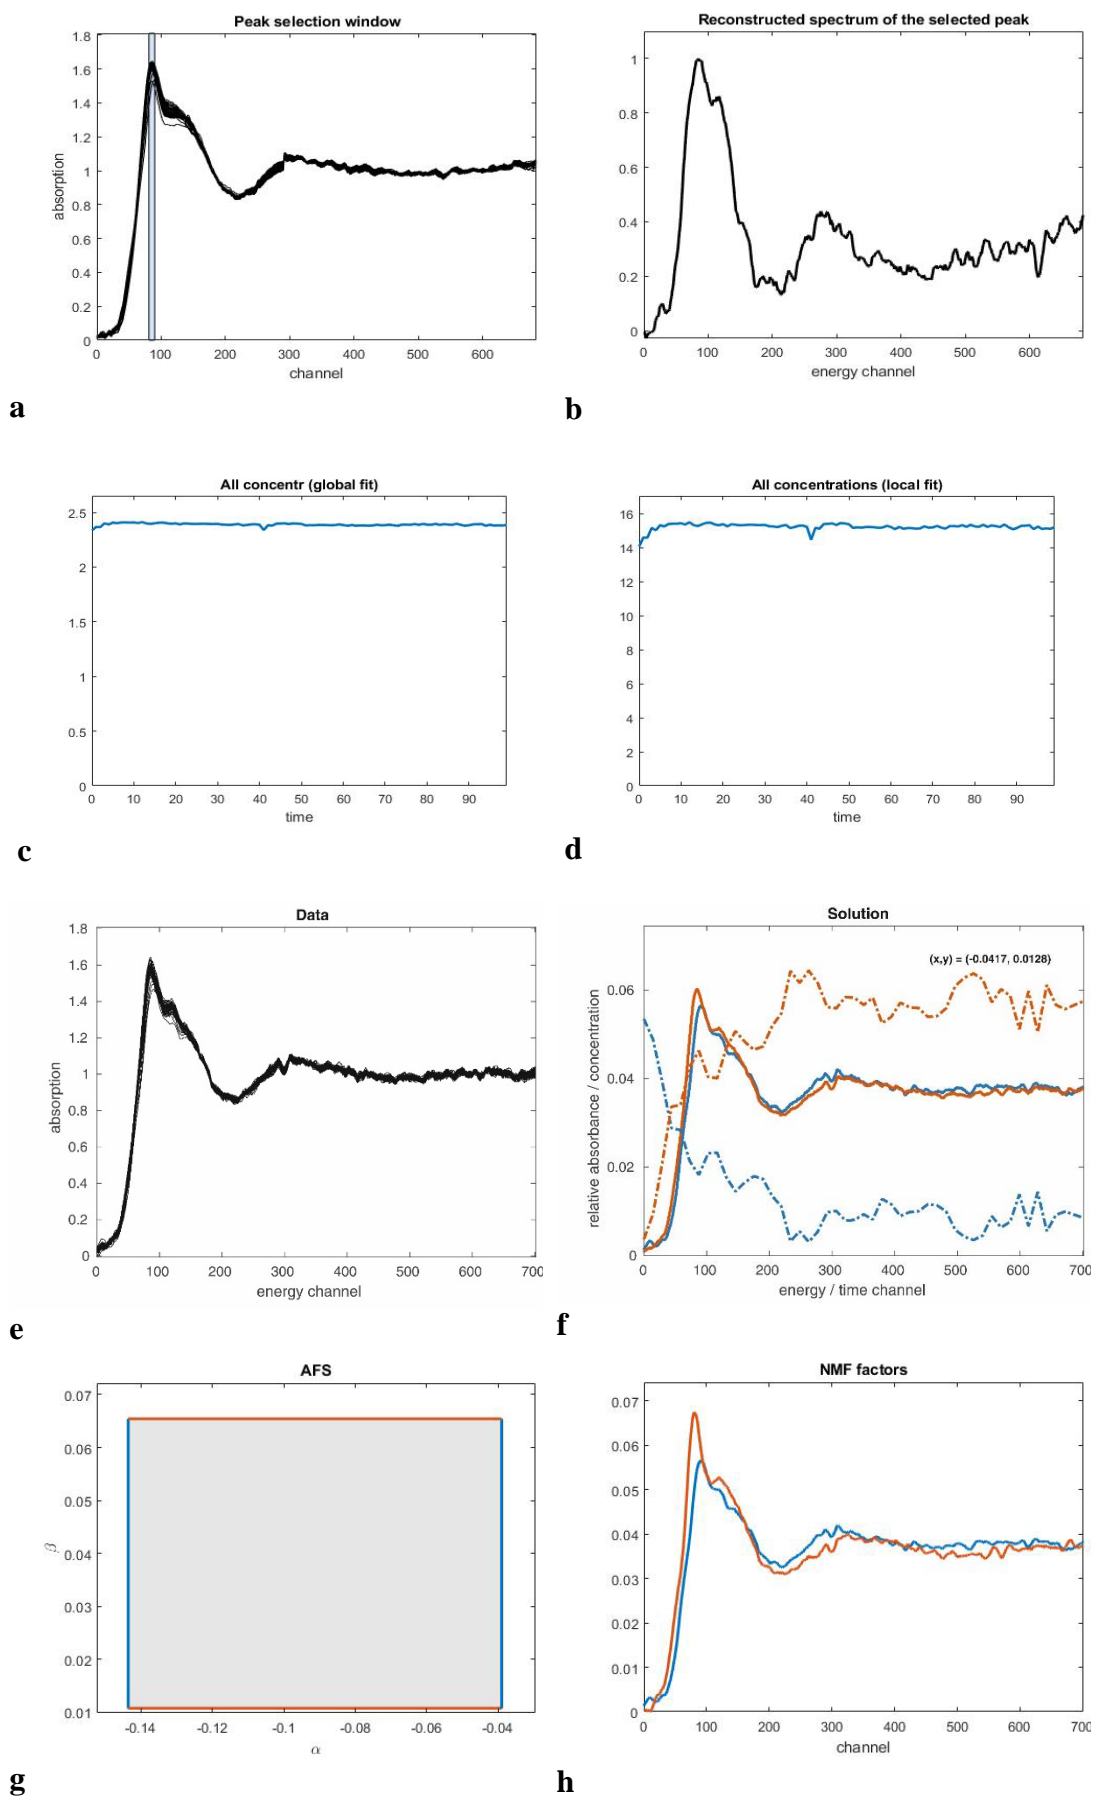 Peak selection window
1.8
1.6
1.4
1.2
1
0.8
0.6
0.4
0.2
0
absorption
0 100 200 300 400 500 600
channel
a
Reconstructed spectrum of the selected peak
1
0.8
0.6
0.4
0.2
0
0 100 200 300 400 500 600
energy channel
b
All concentr (global fit)
2.5
2
1.5
1
0.5
0
0 10 20 30 40 50 60 70 80 90
time
c
All concentrations (local fit)
16
14
12
10
8
6
4
2
0
0 10 20 30 40 50 60 70 80 90
time
d
Data
1.8
1.6
1.4
1.2
1
0.8
0.6
0.4
0.2
0
absorption
0 100 200 300 400 500 600 700
energy channel
e
Solution
(x,y) = (-0.0417, 0.0128)
0.06
0.04
0.02
0
relative absorbance / concentration
0 100 200 300 400 500 600 700
energy / time channel
f
AFS
0.07
0.06
0.05
0.04
0.03
0.02
0.01
β
-0.14 -0.12 -0.1 -0.08 -0.06 -0.04
α
g
NMF factors
0.07
0.06
0.05
0.04
0.03
0.02
0.01
0
0 100 200 300 400 500 600 700
channel
h